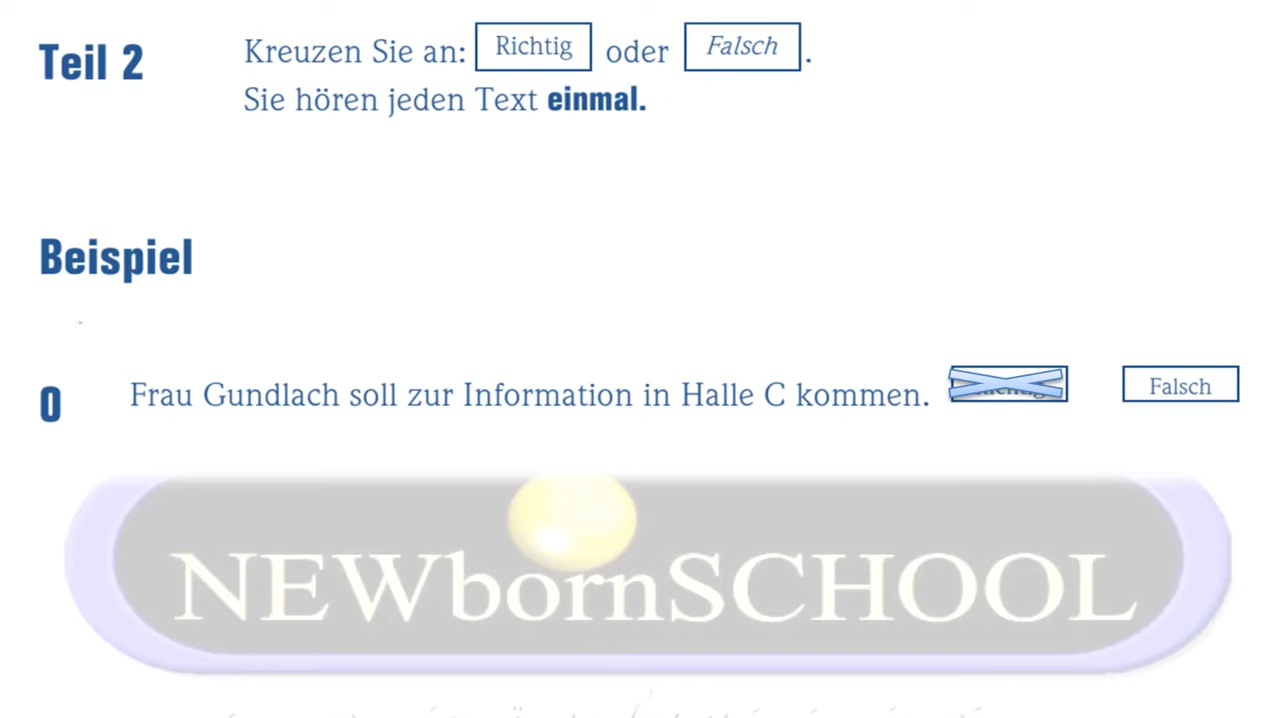 Teil 2
Kreuzen Sie an: Richtig oder Falsch.
Sie hören jeden Text einmal.
Beispiel
0 Frau Gundlach soll zur Information in Halle C kommen. Falsch
NEWbornSCHOOL